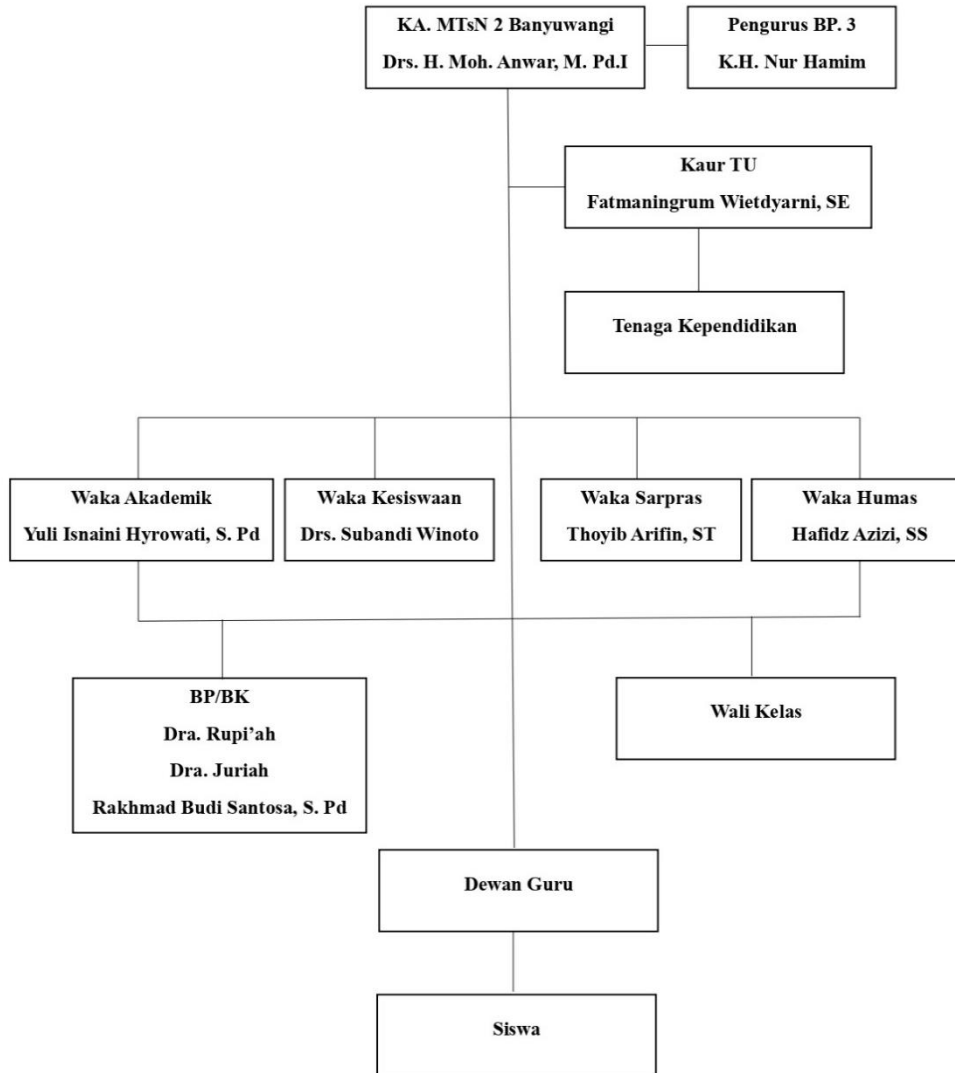 KA. MTsN 2 Banyuwangi
Drs. H. Moh. Anwar, M. Pd.I
Pengurus BP. 3
K.H. Nur Hamim
Kaur TU
Fatmaningrum Wietdyarni, SE
Tenaga Kependidikan
Waka Akademik
Yuli Isnaini Hyrowati, S. Pd
Waka Kesiswaan
Drs. Subandi Winoto
Waka Sarpras
Thoyib Arifin, ST
Waka Humas
Hafidz Azizi, SS
BP/BK
Dra. Rupi’ah
Dra. Juriah
Rakhmad Budi Santosa, S. Pd
Wali Kelas
Dewan Guru
Siswa